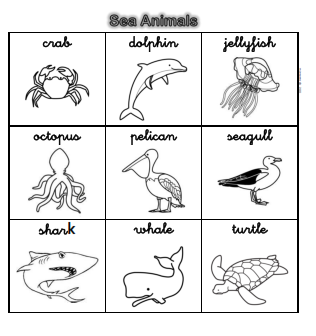 Sea Animals
crab dolphin jellyfish
octopus pelican seagull
shark whale turtle